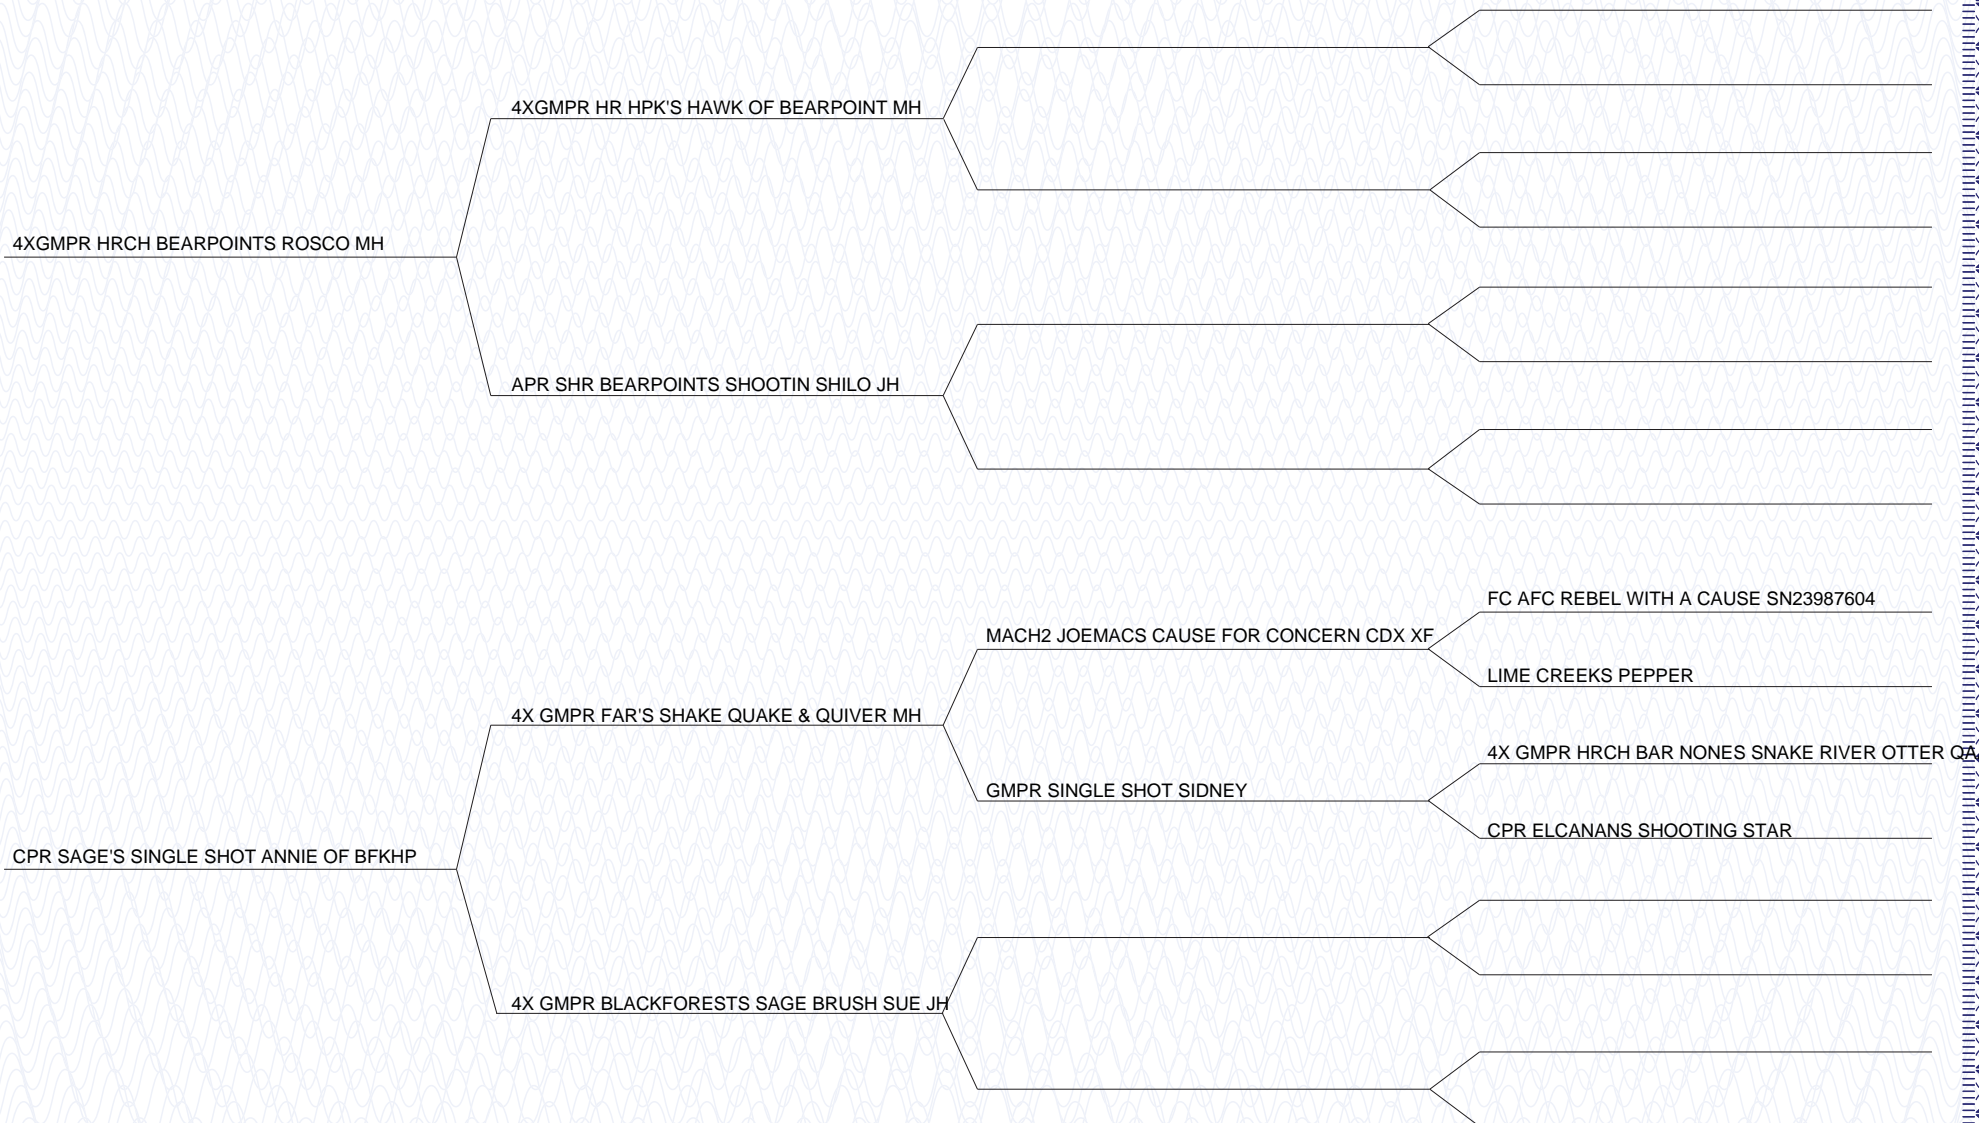 4XGMPR HR HPK'S HAWK OF BEARPOINT MH
4XGMPR HRCH BEARPOINTS ROSCO MH
APR SHR BEARPOINTS SHOOTIN SHILO JH
FC AFC REBEL WITH A CAUSE SN23987604
MACH2 JOEMACS CAUSE FOR CONCERN CDX XF
LIME CREEKS PEPPER
4X GMPR FAR'S SHAKE QUAKE & QUIVER MH
4X GMPR HRCH BAR NONES SNAKE RIVER OTTER QA
GMPR SINGLE SHOT SIDNEY
CPR ELCANANS SHOOTING STAR
CPR SAGE'S SINGLE SHOT ANNIE OF BFKHP
4X GMPR BLACKFORESTS SAGE BRUSH SUE JH